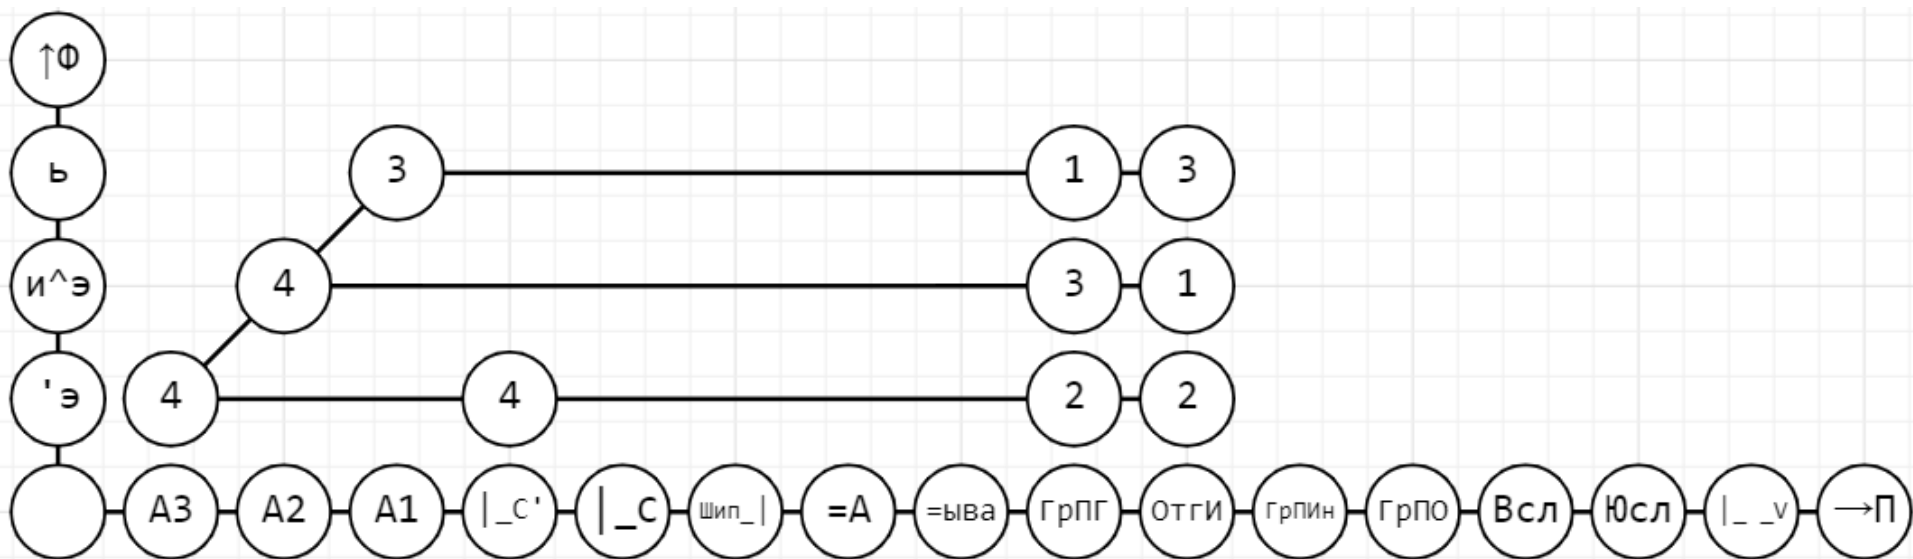 ↑Ф
ь 3 1 3
и^э 4 3 1
'э 4 4 2 2
А3 А2 А1 |_С' |_С Шип_| =А =ыва ГрПГ ОтгИ ГрПИн ГрПО Всл Юсл |_ _v →П